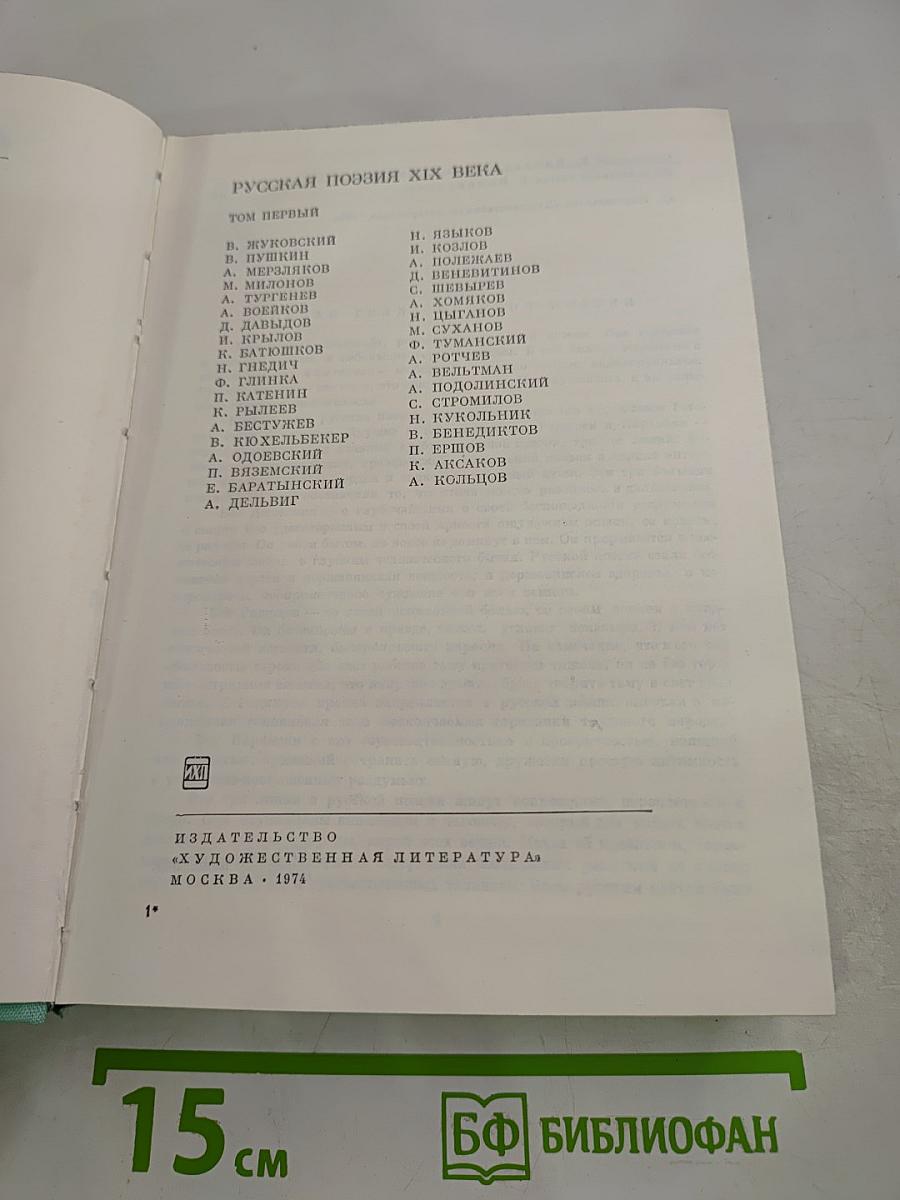 РУССКАЯ ПОЭЗИЯ XIX ВЕКА
ТОМ ПЕРВЫЙ
В. ЖУКОВСКИЙ
В. ПУШКИН
А. МЕРЗЛЯКОВ
М. МИЛОНОВ
А. ТУРГЕНЕВ
А. ВОЕЙКОВ
Д. ДАВЫДОВ
И. КРЫЛОВ
К. БАТЮШКОВ
Н. ГНЕДИЧ
Ф. ГЛИНКА
П. КАТЕНИН
К. РЫЛЕЕВ
А. БЕСТУЖЕВ
В. КЮХЕЛЬБЕКЕР
А. ОДОЕВСКИЙ
П. ВЯЗЕМСКИЙ
Е. БАРАТЫНСКИЙ
А. ДЕЛЬВИГ
Н. ЯЗЫКОВ
И. КОЗЛОВ
А. ПОЛЕЖАЕВ
Д. ВЕНЕВИТИНОВ
С. ШЕВЫРЕВ
А. ХОМЯКОВ
Н. ЦЫГАНОВ
М. СУХАНОВ
Ф. ТУМАНСКИЙ
А. РОТЧЕВ
А. ВЕЛЬТМАН
А. ПОДОЛИНСКИЙ
С. СТРОМИЛОВ
Н. КУКОЛЬНИК
В. БЕНЕДИКТОВ
П. ЕРШОВ
К. АКСАКОВ
А. КОЛЬЦОВ
ИХЛ
ИЗДАТЕЛЬСТВО
«ХУДОЖЕСТВЕННАЯ ЛИТЕРАТУРА»
МОСКВА · 1974
1*
15 см
БФ БИБЛИОФАН